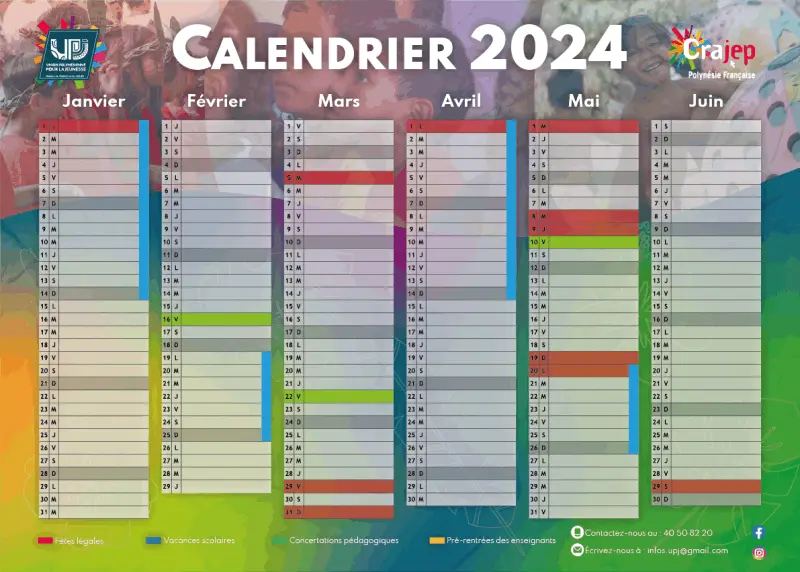 UPJ
UNION POLYNÉSIENNE
POUR LA JEUNESSE
CALENDRIER 2024
Crajep
Polynésie Française
Janvier
1 L
2 M
3 M
4 J
5 V
6 S
7 D
8 L
9 M
10 M
11 J
12 V
13 S
14 D
15 L
16 M
17 M
18 J
19 V
20 S
21 D
22 L
23 M
24 M
25 J
26 V
27 S
28 D
29 L
30 M
31 M
Février
1 J
2 V
3 S
4 D
5 L
6 M
7 M
8 J
9 V
10 S
11 D
12 L
13 M
14 M
15 J
16 V
17 S
18 D
19 L
20 M
21 M
22 J
23 V
24 S
25 D
26 L
27 M
28 M
29 J
Mars
1 V
2 S
3 D
4 L
5 M
6 M
7 J
8 V
9 S
10 D
11 L
12 M
13 M
14 J
15 V
16 S
17 D
18 L
19 M
20 M
21 J
22 V
23 S
24 D
25 L
26 M
27 M
28 J
29 V
30 S
31 D
Avril
1 L
2 M
3 M
4 J
5 V
6 S
7 D
8 L
9 M
10 M
11 J
12 V
13 S
14 D
15 L
16 M
17 M
18 J
19 V
20 S
21 D
22 L
23 M
24 M
25 J
26 V
27 S
28 D
29 L
30 M
Mai
1 M
2 J
3 V
4 S
5 D
6 L
7 M
8 M
9 J
10 V
11 S
12 D
13 L
14 M
15 M
16 J
17 V
18 S
19 D
20
21 M
22 M
23 J
24 V
25 S
26 D
27 L
28 M
29 M
30 J
31 V
Juin
1 S
2 D
3 L
4 M
5 M
6 J
7 V
8 S
9 D
10 L
11 M
12 M
13 J
14 V
15 S
16 D
17 L
18 M
19 M
20 J
21 V
22 S
23 D
24 L
25 M
26 M
27 J
28 V
29 S
30 D
Fêtes légales
Vacances scolaires
Concertations pédagogiques
Pré-rentrées des enseignants
Contactez-nous au : 40 50 82 20
Écrivez-nous à : infos.upj@gmail.com